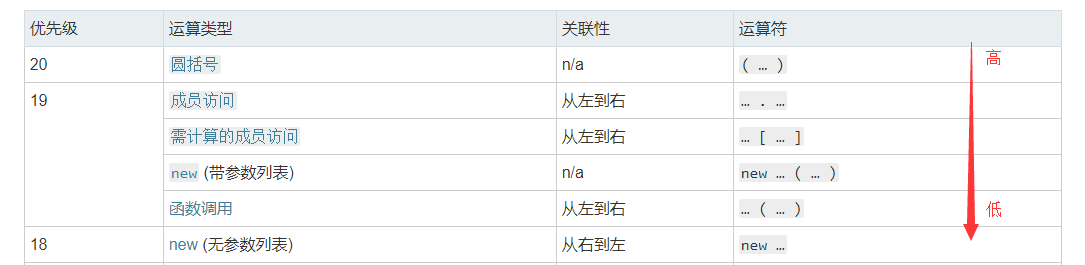 优先级 运算类型 关联性 运算符
20 圆括号 n/a ( … )
高
19 成员访问 从左到右 … . …
需计算的成员访问 从左到右 … [ … ]
new (带参数列表) n/a new … ( … )
函数调用 从左到右 … ( … )
低
18 new (无参数列表) 从右到左 new …